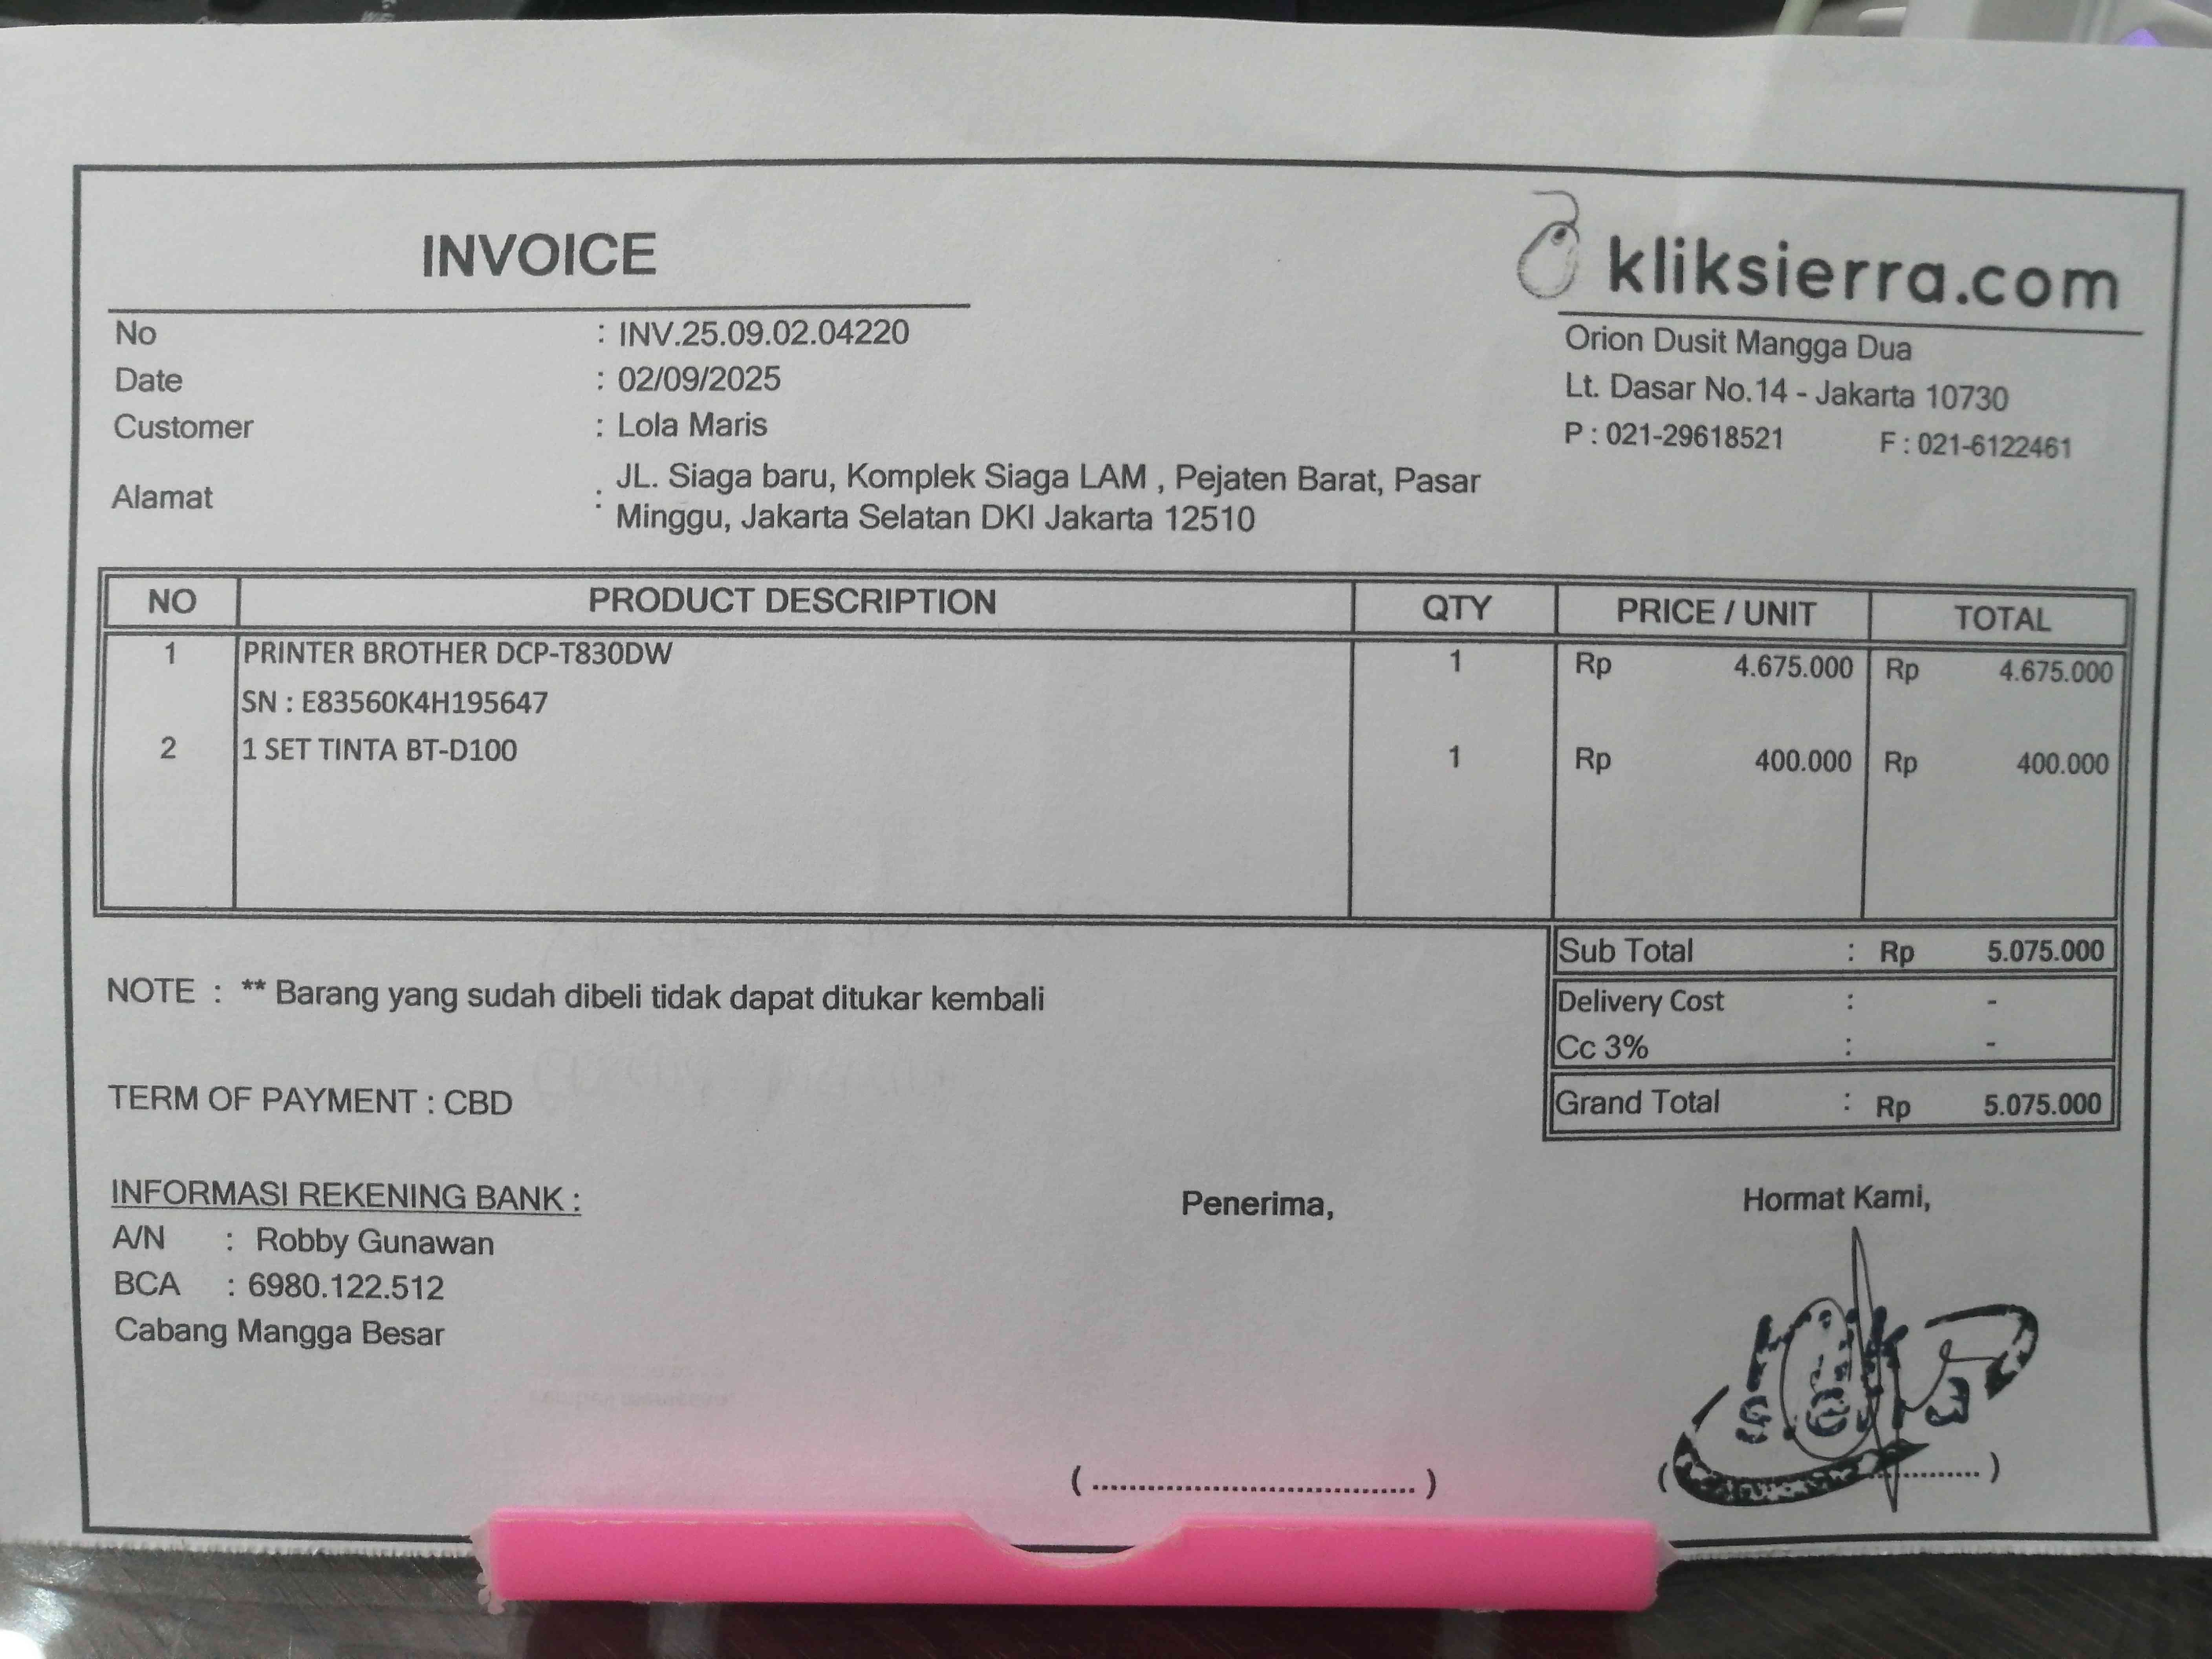 INVOICE
kliksierra.com
Orion Dusit Mangga Dua
Lt. Dasar No.14 - Jakarta 10730
P : 021-29618521 F : 021-6122461
No : INV.25.09.02.04220
Date : 02/09/2025
Customer : Lola Maris
Alamat : JL. Siaga baru, Komplek Siaga LAM , Pejaten Barat, Pasar
Minggu, Jakarta Selatan DKI Jakarta 12510
NO PRODUCT DESCRIPTION QTY PRICE / UNIT TOTAL
1 PRINTER BROTHER DCP-T830DW 1 Rp 4.675.000 Rp 4.675.000
SN : E83560K4H195647
2 1 SET TINTA BT-D100 1 Rp 400.000 Rp 400.000
Sub Total : Rp 5.075.000
NOTE : ** Barang yang sudah dibeli tidak dapat ditukar kembali
Delivery Cost : -
Cc 3% : -
TERM OF PAYMENT : CBD
Grand Total : Rp 5.075.000
INFORMASI REKENING BANK :
A/N : Robby Gunawan
BCA : 6980.122.512
Cabang Mangga Besar
Penerima,
(....................................)
Hormat Kami,